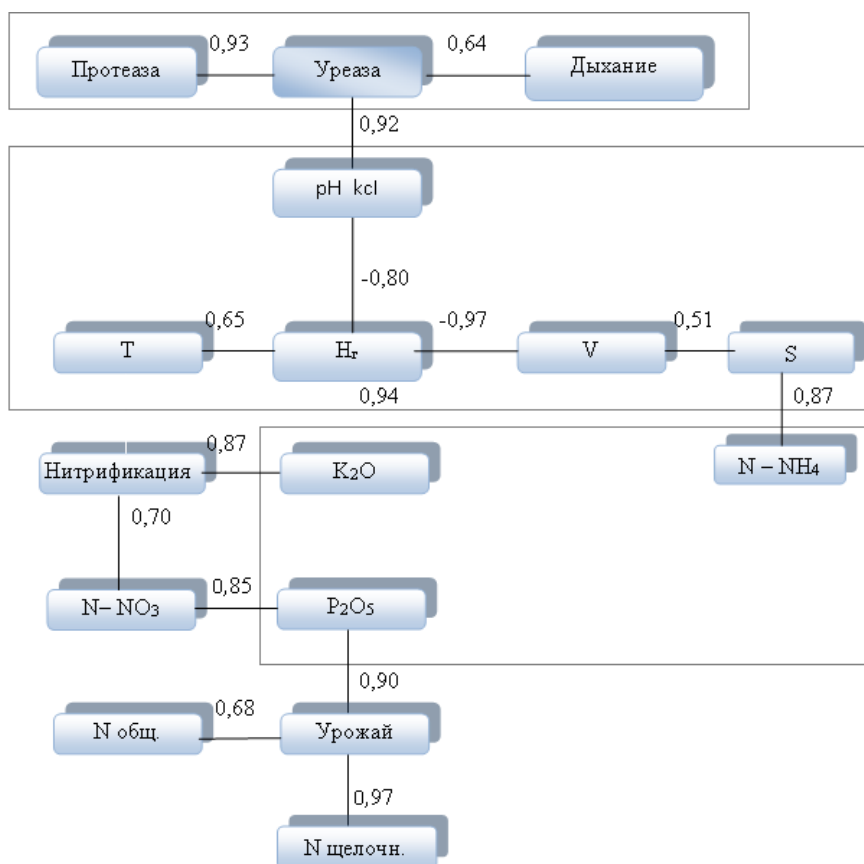 0,93 0,64
Протеаза Уреаза Дыхание
0,92
pH kcl
-0,80
0,65 -0,97 0,51
T Hг V S
0,94 0,87
0,87
Нитрификация K2O N – NH4
0,70
0,85
N– NO3 P2O5
0,90
0,68
N общ. Урожай
0,97
N щелочн.